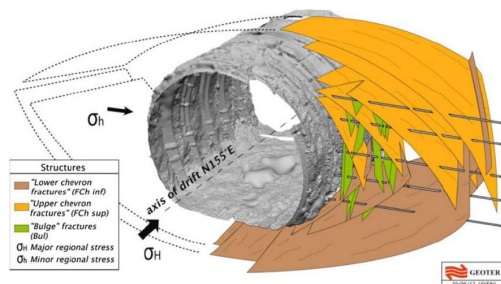 σh
axis of drift N155°E
σH
Structures
"Lower chevron
fractures" (FCh inf)
"Upper chevron
fractures" (FCh sup)
"Bulge" fractures
(Bul)
σH Major regional stress
σh Minor regional stress
GEOTER